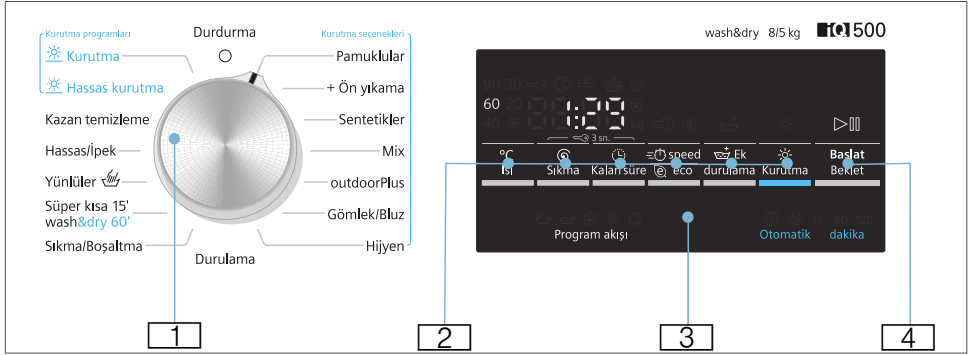 Kurutma programları
Durdurma
Kurutma seçenekleri
Kurutma
Hassas kurutma
Kazan temizleme
Hassas/İpek
Yünlüler
Süper kısa 15'
wash&dry 60'
Sıkma/Boşaltma
Durulama
Pamuklular
+ Ön yıkama
Sentetikler
Mix
outdoorPlus
Gömlek/Bluz
Hijyen
1
wash&dry 8/5 kg iQ500
90 30
60 20
40
1:29
kg
3 sn.
°C
Isı
Sıkma
Kalan süre
speed
eco
Ek
durulama
Kurutma
Başlat
Beklet
15 60 120
Program akışı
Otomatik
dakika
2
3
4